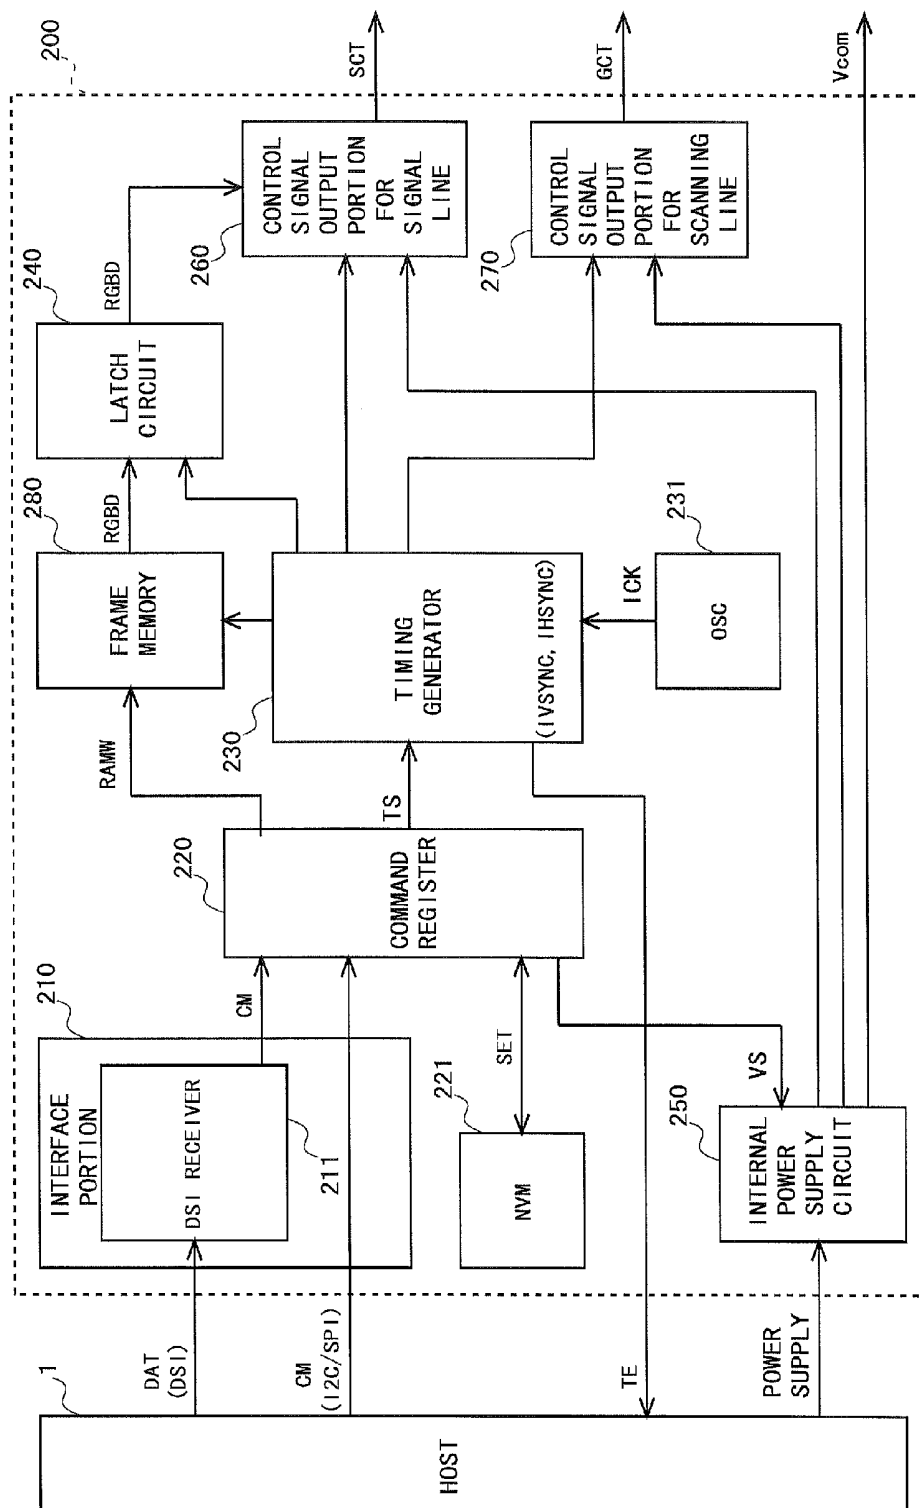 200
SCT
GCT
Vcom
CONTROL
SIGNAL
OUTPUT
PORTION
FOR
SIGNAL
LINE
260
CONTROL
SIGNAL
OUTPUT
PORTION
FOR
SCANNING
LINE
270
RGBD
240
LATCH
CIRCUIT
RGBD
280
FRAME
MEMORY
RAMW
TIMING
GENERATOR
(IVSYNC, IHSYNC)
230
ICK
OSC
231
TS
220
COMMAND
REGISTER
CM
SET
VS
210
INTERFACE
PORTION
DSI RECEIVER
211
221
NVM
250
INTERNAL
POWER
SUPPLY
CIRCUIT
1
DAT
(DSI)
CM
(I2C/SPI)
TE
POWER
SUPPLY
HOST